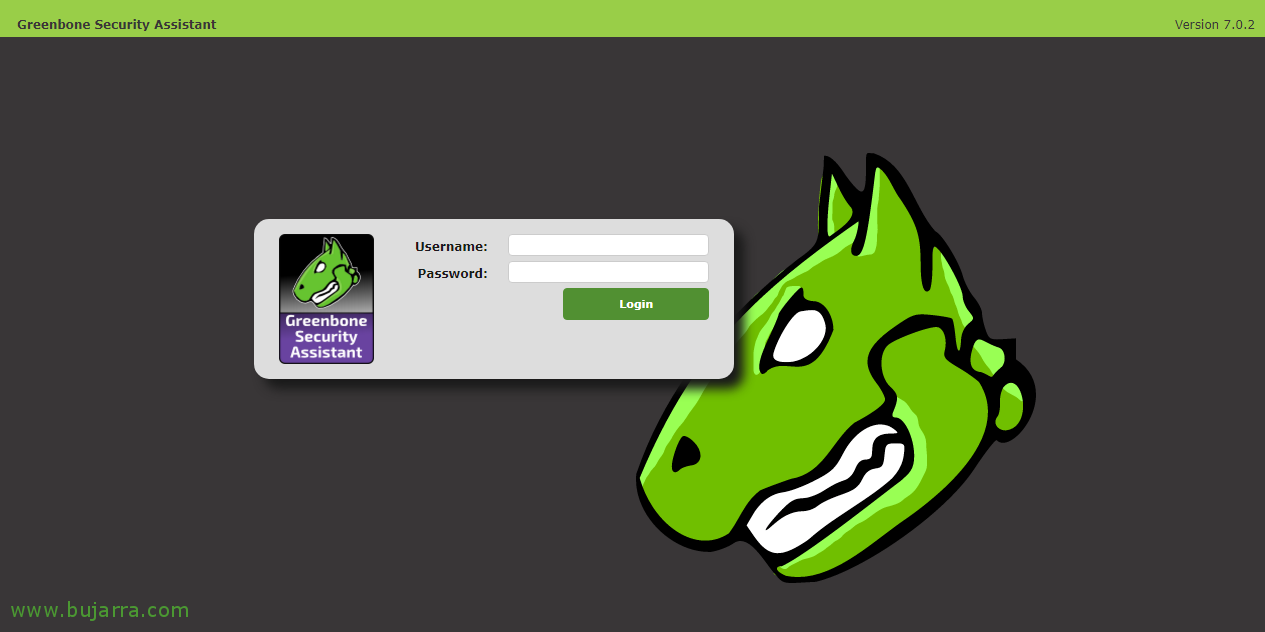 Greenbone Security Assistant
Version 7.0.2
Username:
Password:
Login
Greenbone
Security
Assistant
www.bujarra.com